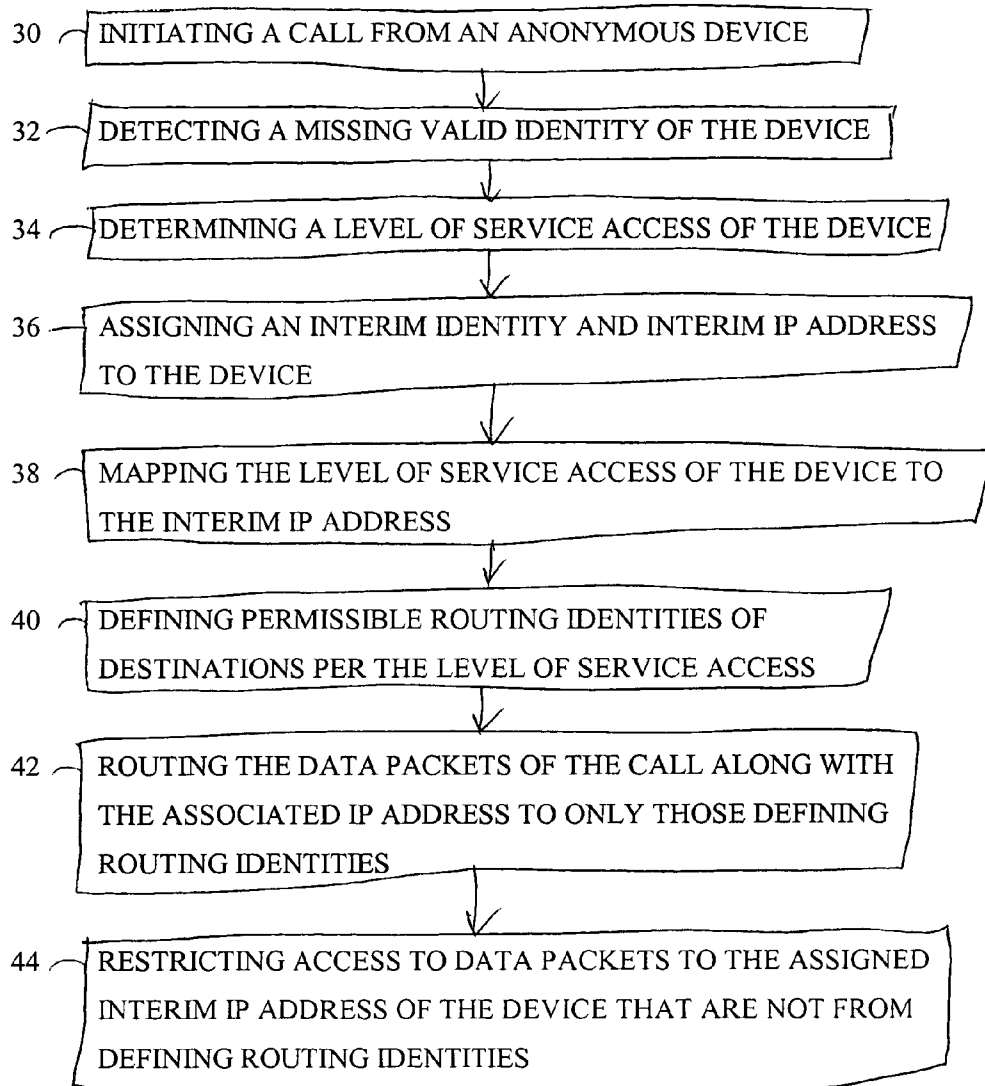 30 INITIATING A CALL FROM AN ANONYMOUS DEVICE
32 DETECTING A MISSING VALID IDENTITY OF THE DEVICE
34 DETERMINING A LEVEL OF SERVICE ACCESS OF THE DEVICE
36 ASSIGNING AN INTERIM IDENTITY AND INTERIM IP ADDRESS
TO THE DEVICE
38 MAPPING THE LEVEL OF SERVICE ACCESS OF THE DEVICE TO
THE INTERIM IP ADDRESS
40 DEFINING PERMISSIBLE ROUTING IDENTITIES OF
DESTINATIONS PER THE LEVEL OF SERVICE ACCESS
42 ROUTING THE DATA PACKETS OF THE CALL ALONG WITH
THE ASSOCIATED IP ADDRESS TO ONLY THOSE DEFINING
ROUTING IDENTITIES
44 RESTRICTING ACCESS TO DATA PACKETS TO THE ASSIGNED
INTERIM IP ADDRESS OF THE DEVICE THAT ARE NOT FROM
DEFINING ROUTING IDENTITIES